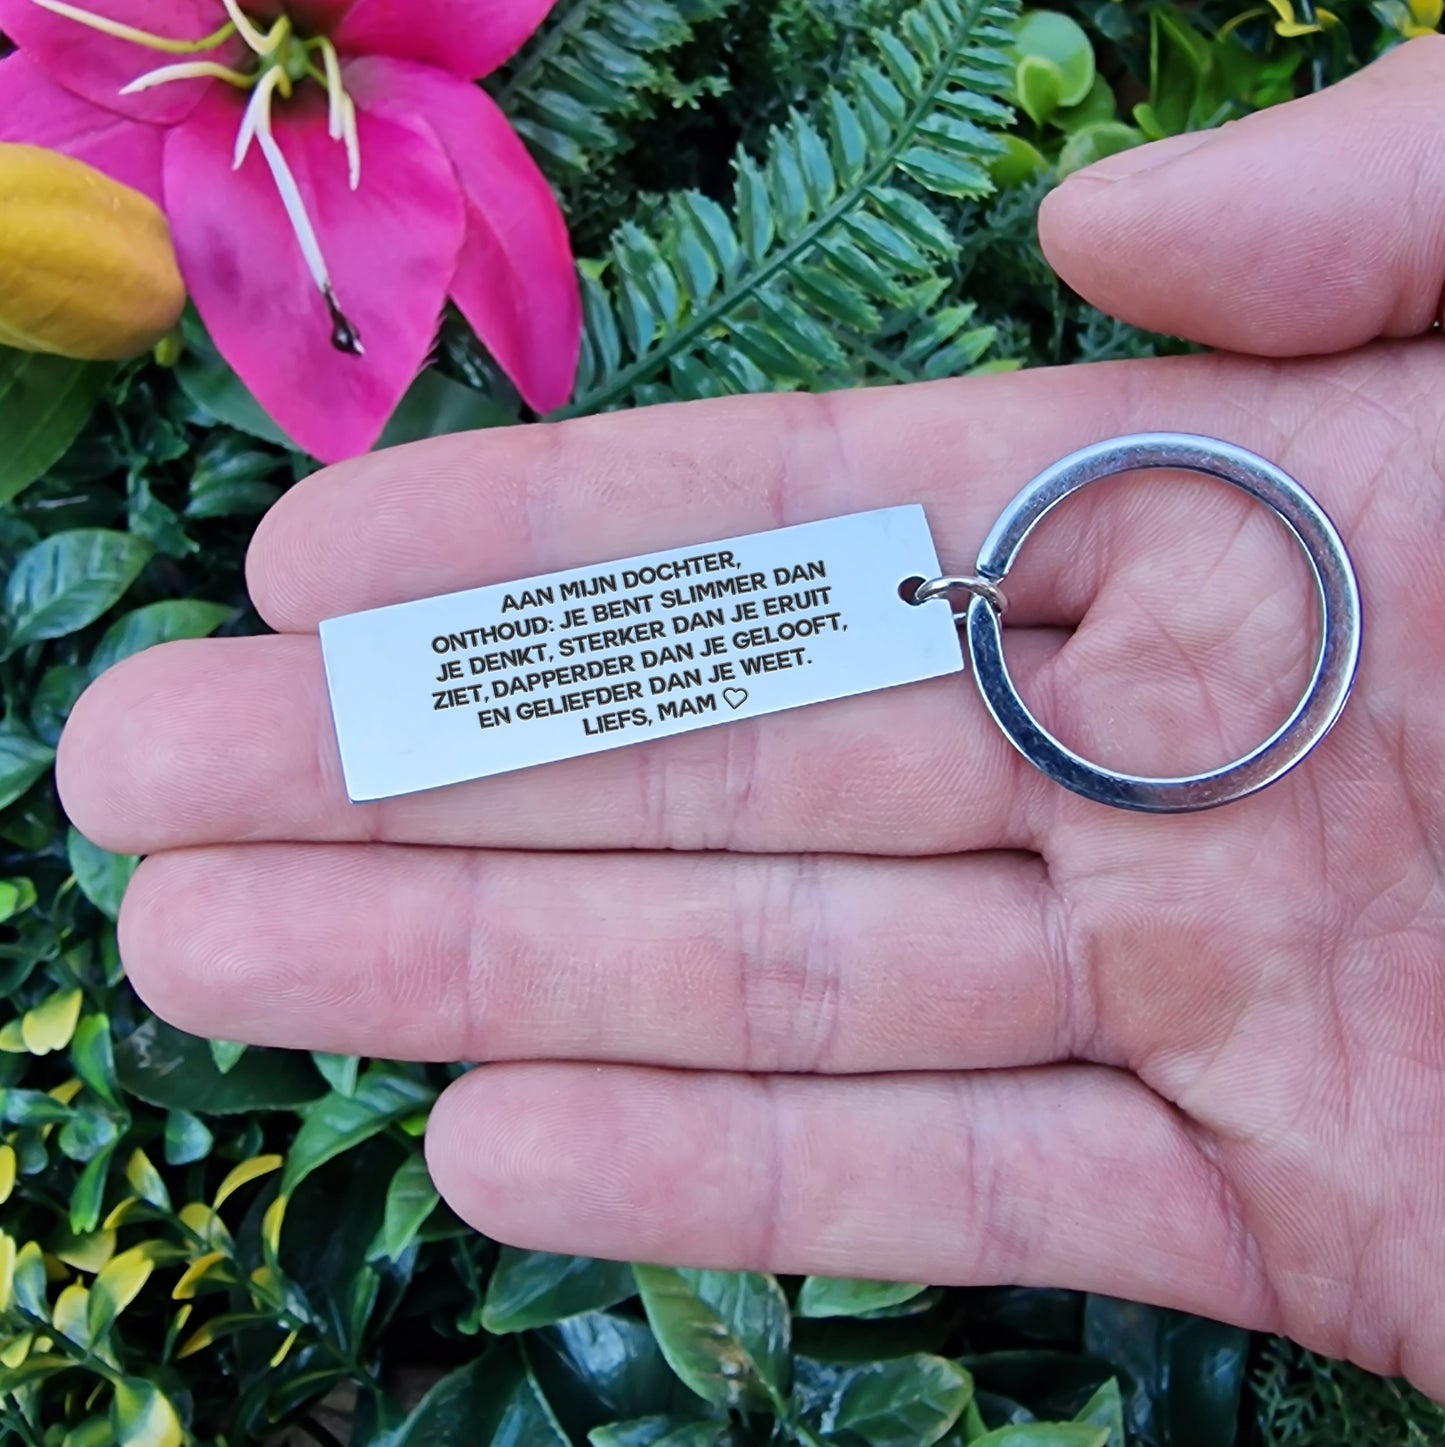 AAN MIJN DOCHTER,
ONTHOUD: JE BENT SLIMMER DAN
JE DENKT, STERKER DAN JE ERUIT
ZIET, DAPPERDER DAN JE GELOOFT,
EN GELIEFDER DAN JE WEET.
LIEFS, MAM ♡